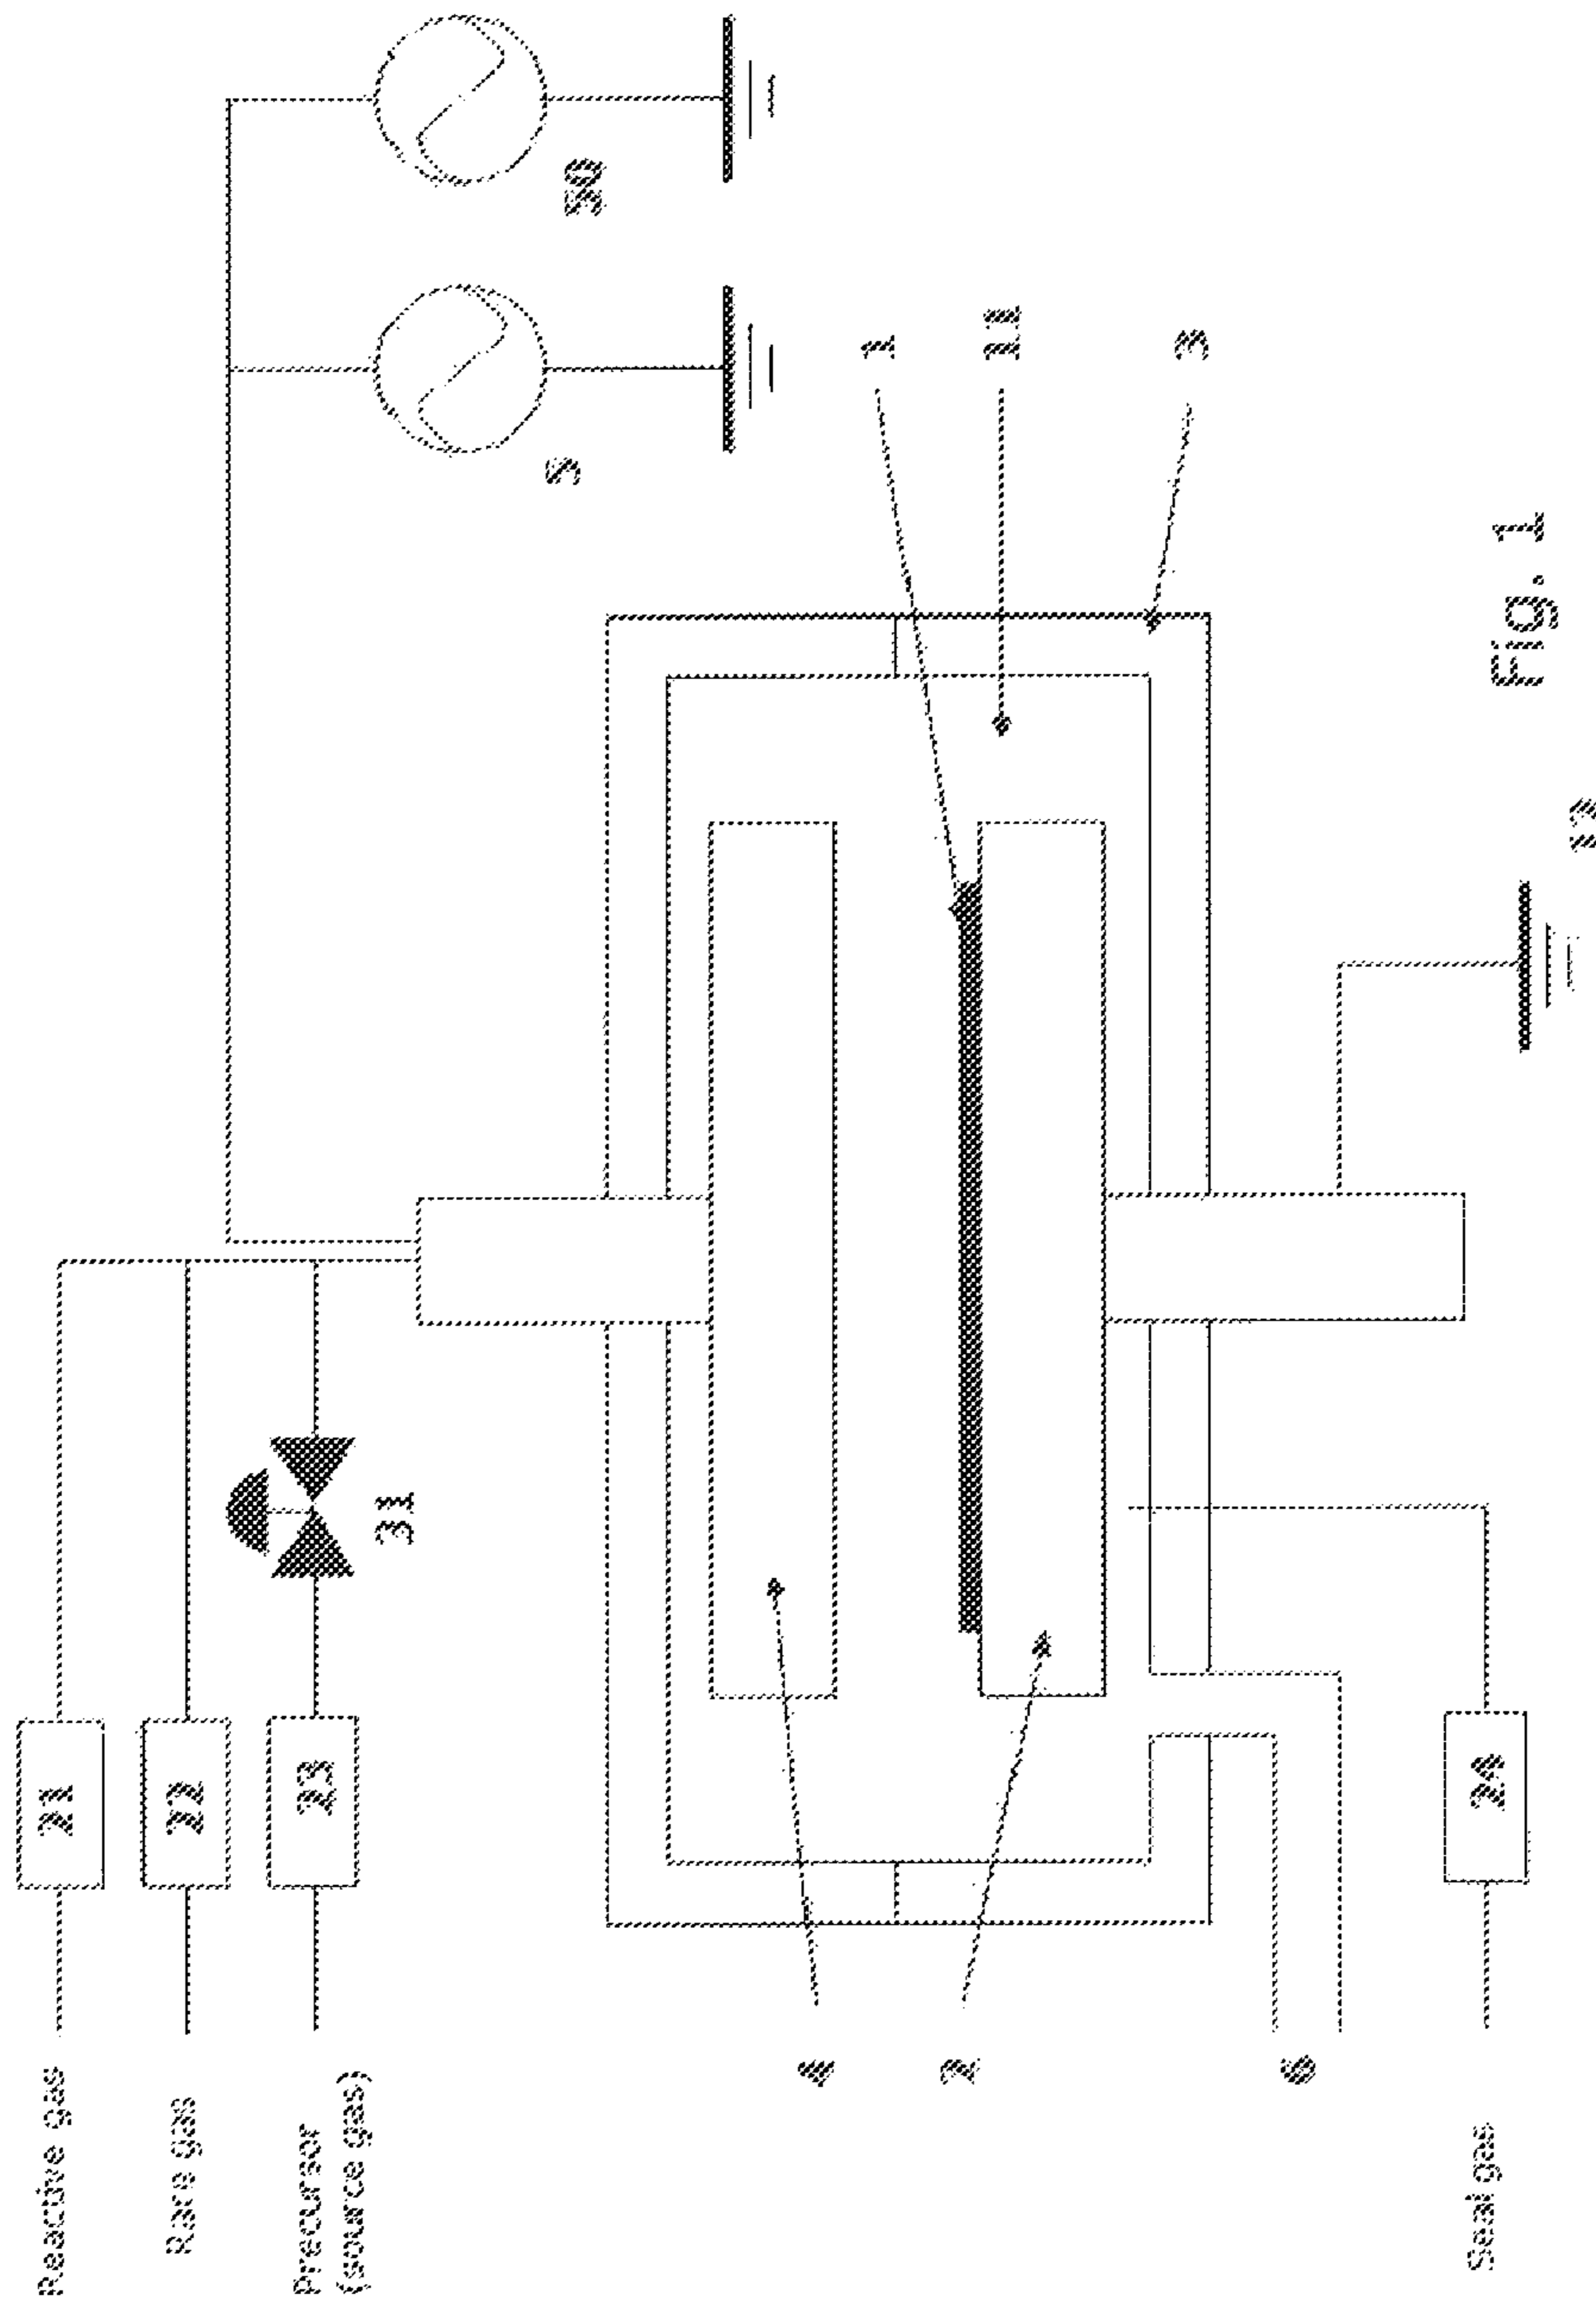 Reactive gas
21
Rare gas
22
Precursor
(source gas)
23
31
5
50
1
11
3
4
2
6
Seal gas
24
12
Fig. 1